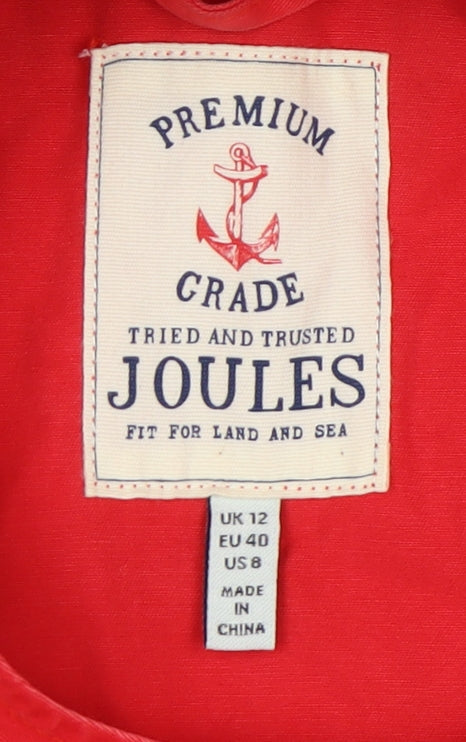 PREMIUM
GRADE
TRIED AND TRUSTED
JOULES
FIT FOR LAND AND SEA
UK 12
EU 40
US 8
MADE
IN
CHINA